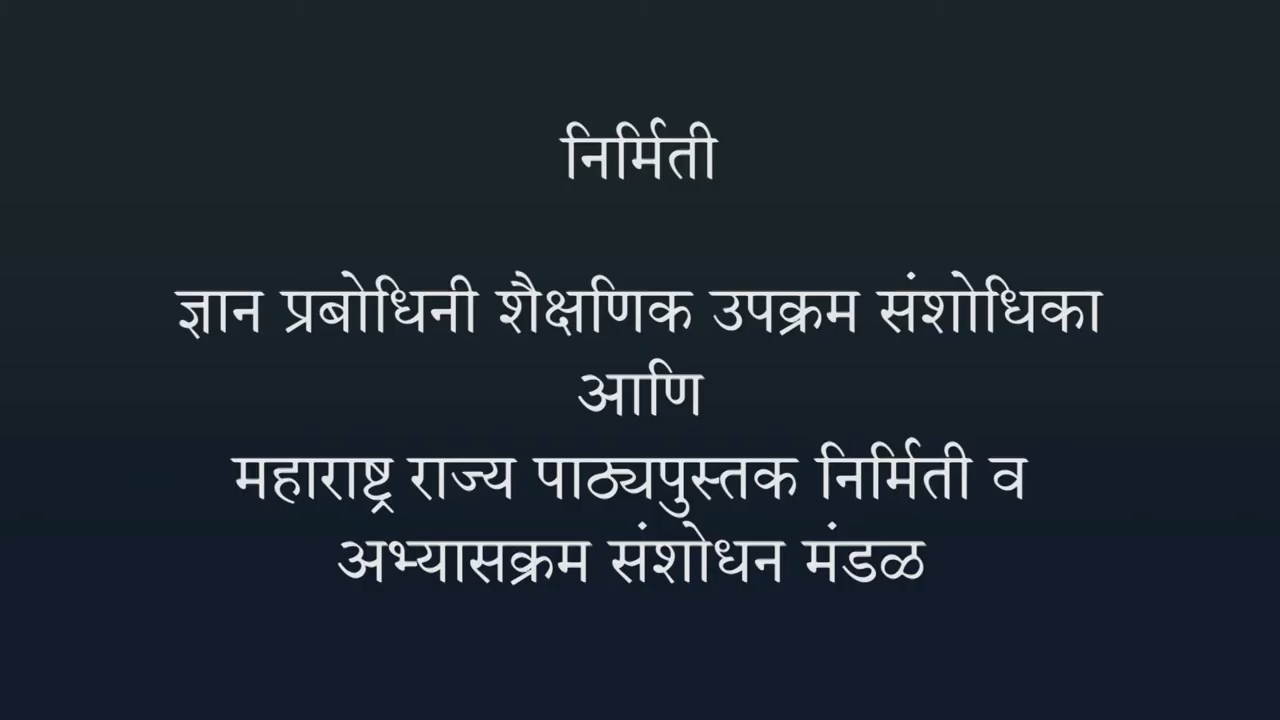 निर्मिती
ज्ञान प्रबोधिनी शैक्षणिक उपक्रम संशोधिका
आणि
महाराष्ट्र राज्य पाठ्यपुस्तक निर्मिती व
अभ्यासक्रम संशोधन मंडळ